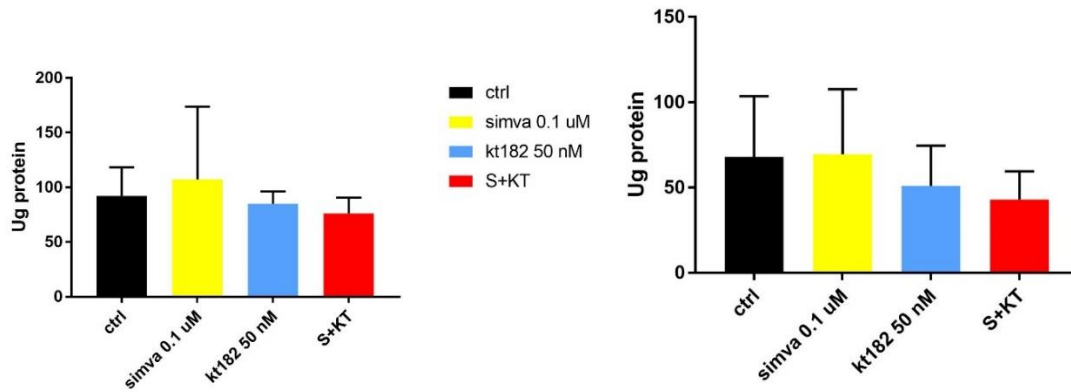 Ug protein
200
150
100
50
0
ctrl
simva 0.1 uM
kt182 50 nM
S+KT
ctrl
simva 0.1 uM
kt182 50 nM
S+KT
Ug protein
150
100
50
0
ctrl
simva 0.1 uM
kt182 50 nM
S+KT